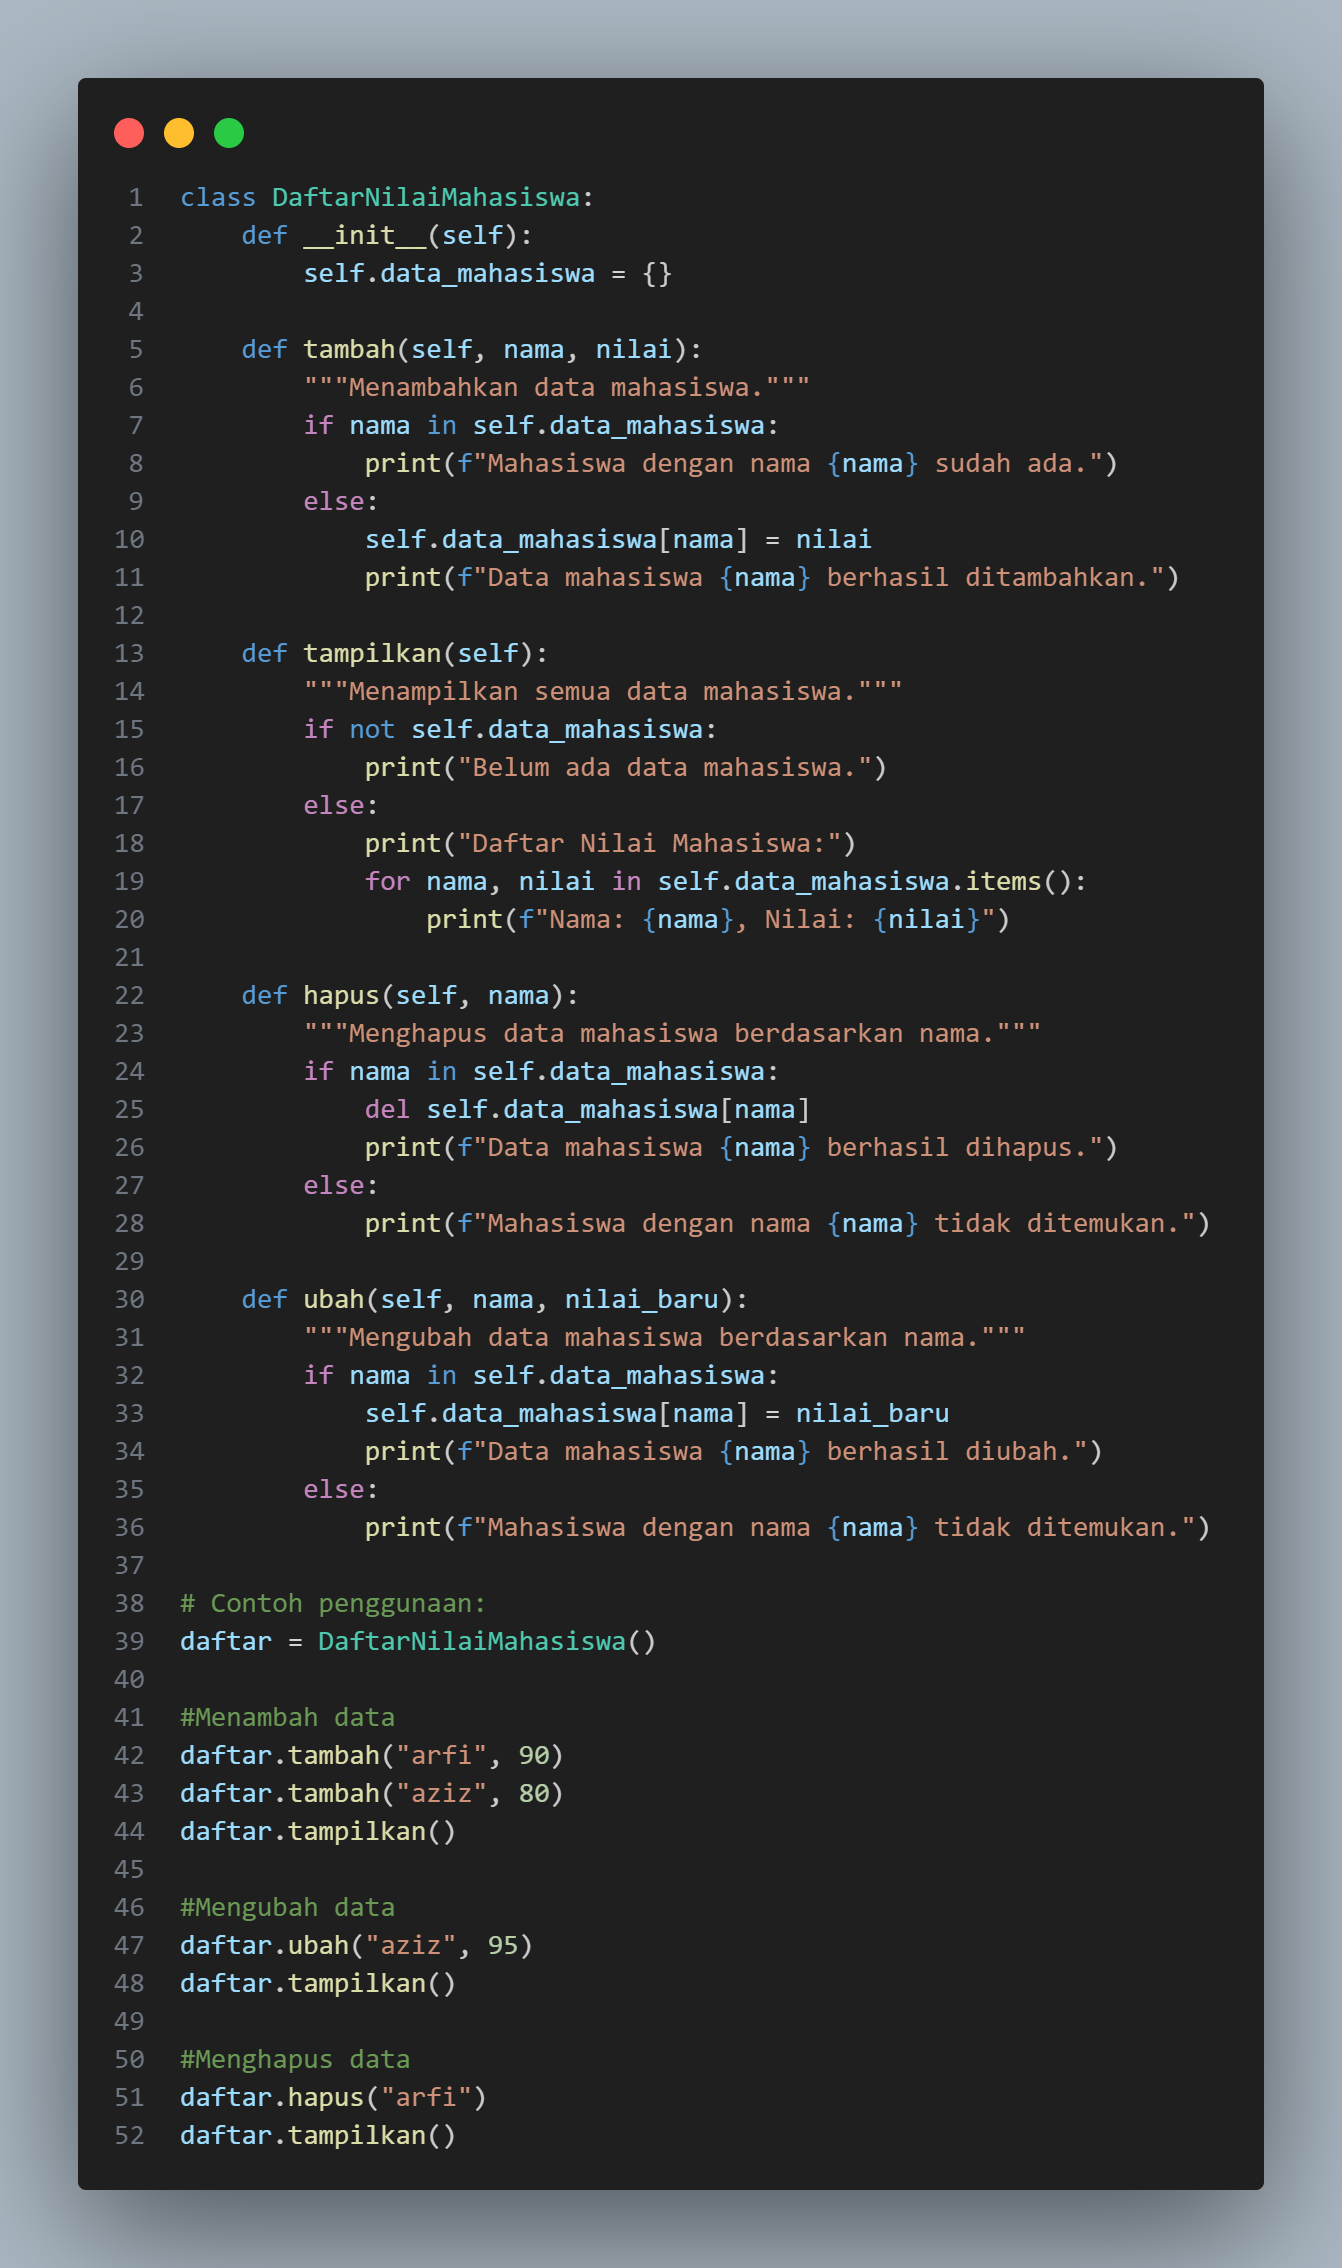 1 class DaftarNilaiMahasiswa:
2     def __init__(self):
3         self.data_mahasiswa = {}
4
5     def tambah(self, nama, nilai):
6         """Menambahkan data mahasiswa."""
7         if nama in self.data_mahasiswa:
8             print(f"Mahasiswa dengan nama {nama} sudah ada.")
9         else:
10             self.data_mahasiswa[nama] = nilai
11             print(f"Data mahasiswa {nama} berhasil ditambahkan.")
12
13     def tampilkan(self):
14         """Menampilkan semua data mahasiswa."""
15         if not self.data_mahasiswa:
16             print("Belum ada data mahasiswa.")
17         else:
18             print("Daftar Nilai Mahasiswa:")
19             for nama, nilai in self.data_mahasiswa.items():
20                 print(f"Nama: {nama}, Nilai: {nilai}")
21
22     def hapus(self, nama):
23         """Menghapus data mahasiswa berdasarkan nama."""
24         if nama in self.data_mahasiswa:
25             del self.data_mahasiswa[nama]
26             print(f"Data mahasiswa {nama} berhasil dihapus.")
27         else:
28             print(f"Mahasiswa dengan nama {nama} tidak ditemukan.")
29
30     def ubah(self, nama, nilai_baru):
31         """Mengubah data mahasiswa berdasarkan nama."""
32         if nama in self.data_mahasiswa:
33             self.data_mahasiswa[nama] = nilai_baru
34             print(f"Data mahasiswa {nama} berhasil diubah.")
35         else:
36             print(f"Mahasiswa dengan nama {nama} tidak ditemukan.")
37
38 # Contoh penggunaan:
39 daftar = DaftarNilaiMahasiswa()
40
41 #Menambah data
42 daftar.tambah("arfi", 90)
43 daftar.tambah("aziz", 80)
44 daftar.tampilkan()
45
46 #Mengubah data
47 daftar.ubah("aziz", 95)
48 daftar.tampilkan()
49
50 #Menghapus data
51 daftar.hapus("arfi")
52 daftar.tampilkan()